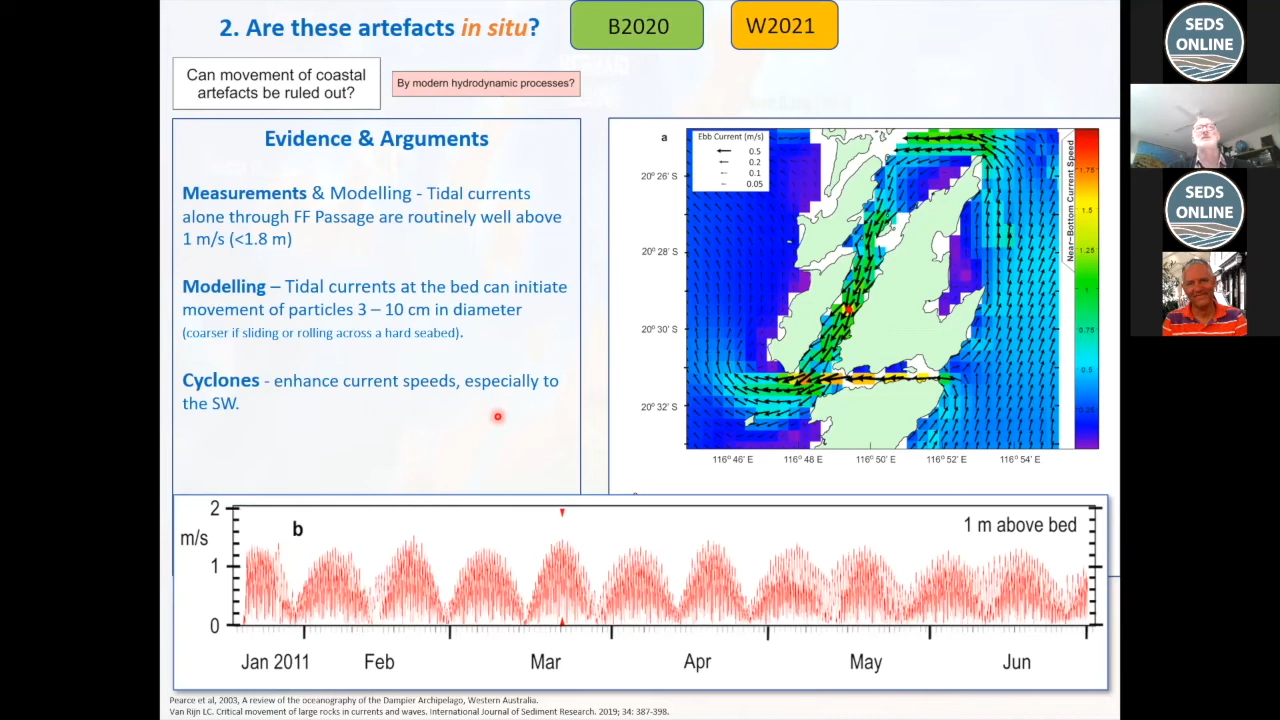 2. Are these artefacts in situ?
B2020
W2021
Can movement of coastal
artefacts be ruled out?
By modern hydrodynamic processes?
Evidence & Arguments
Measurements & Modelling - Tidal currents
alone through FF Passage are routinely well above
1 m/s (<1.8 m)
Modelling – Tidal currents at the bed can initiate
movement of particles 3 – 10 cm in diameter
(coarser if sliding or rolling across a hard seabed).
Cyclones - enhance current speeds, especially to
the SW.
a
Ebb Current (m/s)
0.5
0.2
0.1
0.05
20° 26' S
20° 28' S
20° 30' S
20° 32' S
116° 46' E
116° 48' E
116° 50' E
116° 52' E
116° 54' E
Near–Bottom Current Speed
1.75
1.5
1.25
1
0.75
0.5
0.25
b
1 m above bed
m/s
2
1
0
Jan 2011
Feb
Mar
Apr
May
Jun
Pearce et al, 2003, A review of the oceanography of the Dampier Archipelago, Western Australia.
Van Rijn LC. Critical movement of large rocks in currents and waves. International Journal of Sediment Research. 2019; 34: 387-398.
SEDS
ONLINE
SEDS
ONLINE